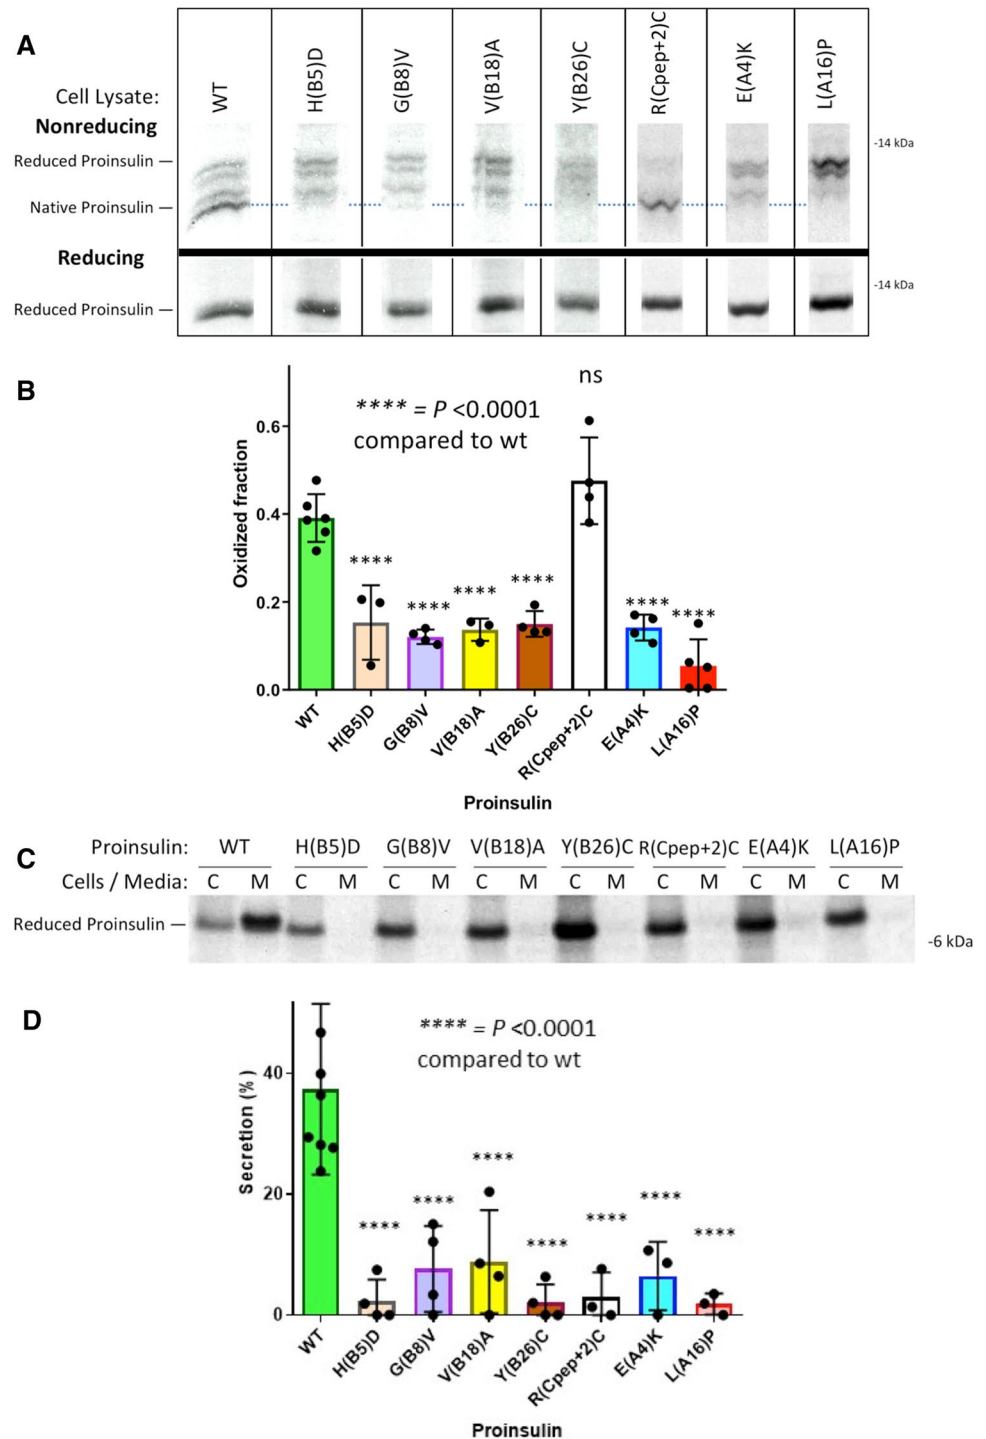 A
Cell Lysate:
WT
H(B5)D
G(B8)V
V(B18)A
Y(B26)C
R(Cpep+2)C
E(A4)K
L(A16)P
Nonreducing
-14 kDa
Reduced Proinsulin
Native Proinsulin
Reducing
-14 kDa
Reduced Proinsulin
B
ns
**** = P <0.0001
compared to wt
Oxidized fraction
0.6
0.4
0.2
0.0
****
****
****
****
****
****
WT
H(B5)D
G(B8)V
V(B18)A
Y(B26)C
R(Cpep+2)C
E(A4)K
L(A16)P
Proinsulin
C
Proinsulin: WT H(B5)D G(B8)V V(B18)A Y(B26)C R(Cpep+2)C E(A4)K L(A16)P
Cells / Media: C M C M C M C M C M C M C M C M
Reduced Proinsulin
-6 kDa
D
**** = P <0.0001
compared to wt
Secretion (%)
40
20
0
****
****
****
****
****
****
****
WT
H(B5)D
G(B8)V
V(B18)A
Y(B26)C
R(Cpep+2)C
E(A4)K
L(A16)P
Proinsulin